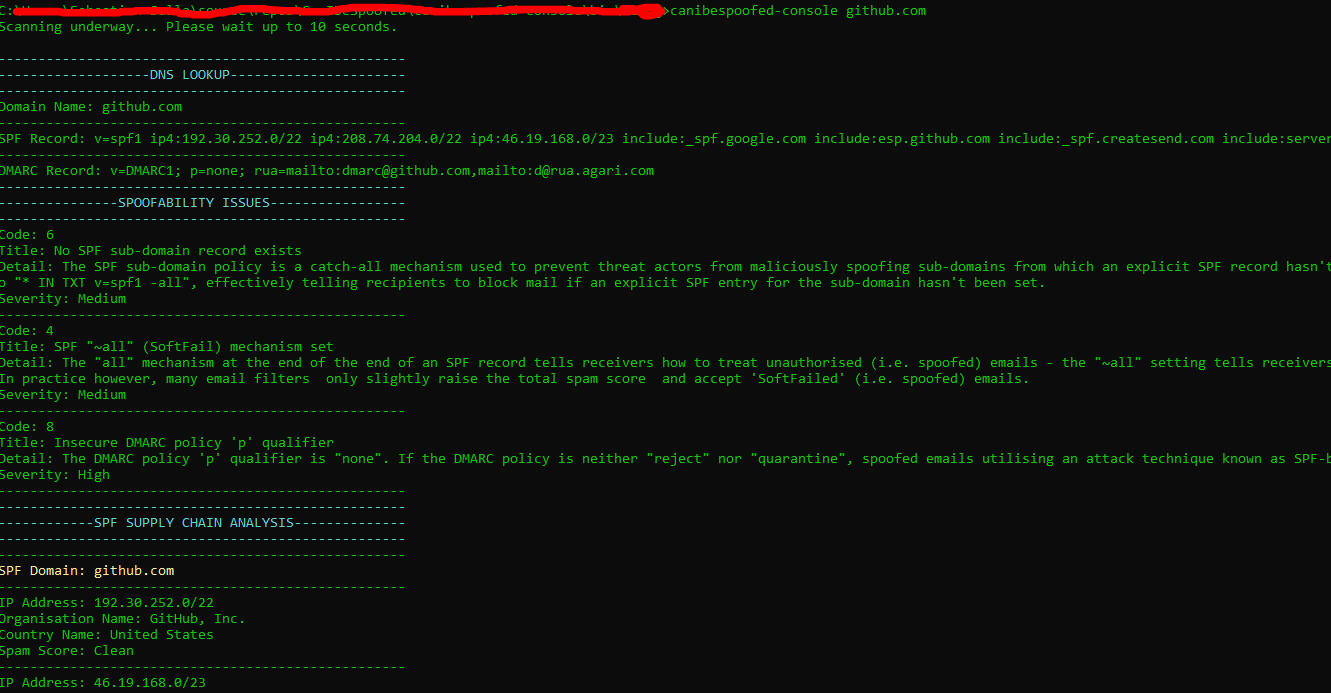 C:\>canibespoofed-console github.com
Scanning underway... Please wait up to 10 seconds.
---------------------------------------------------
-------------------DNS LOOKUP----------------------
---------------------------------------------------
Domain Name: github.com
---------------------------------------------------
SPF Record: v=spf1 ip4:192.30.252.0/22 ip4:208.74.204.0/22 ip4:46.19.168.0/23 include:_spf.google.com include:esp.github.com include:_spf.createsend.com include:server
---------------------------------------------------
DMARC Record: v=DMARC1; p=none; rua=mailto:dmarc@github.com,mailto:d@rua.agari.com
---------------------------------------------------
---------------SPOOFABILITY ISSUES-----------------
---------------------------------------------------
Code: 6
Title: No SPF sub-domain record exists
Detail: The SPF sub-domain policy is a catch-all mechanism used to prevent threat actors from maliciously spoofing sub-domains from which an explicit SPF record hasn't
o "* IN TXT v=spf1 -all", effectively telling recipients to block mail if an explicit SPF entry for the sub-domain hasn't been set.
Severity: Medium
---------------------------------------------------
Code: 4
Title: SPF "~all" (SoftFail) mechanism set
Detail: The "all" mechanism at the end of the end of an SPF record tells receivers how to treat unauthorised (i.e. spoofed) emails - the "~all" setting tells receivers
In practice however, many email filters  only slightly raise the total spam score  and accept 'SoftFailed' (i.e. spoofed) emails.
Severity: Medium
---------------------------------------------------
Code: 8
Title: Insecure DMARC policy 'p' qualifier
Detail: The DMARC policy 'p' qualifier is "none". If the DMARC policy is neither "reject" nor "quarantine", spoofed emails utilising an attack technique known as SPF-b
Severity: High
---------------------------------------------------
---------------------------------------------------
------------SPF SUPPLY CHAIN ANALYSIS--------------
---------------------------------------------------
---------------------------------------------------
SPF Domain: github.com
---------------------------------------------------
IP Address: 192.30.252.0/22
Organisation Name: GitHub, Inc.
Country Name: United States
Spam Score: Clean
---------------------------------------------------
IP Address: 46.19.168.0/23